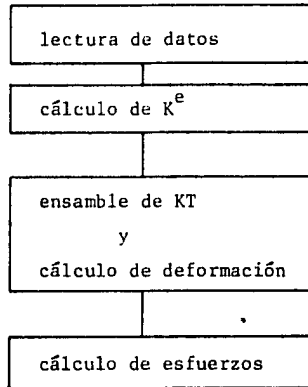 lectura de datos
cálculo de K^e
ensamble de KT
y
cálculo de deformación
cálculo de esfuerzos